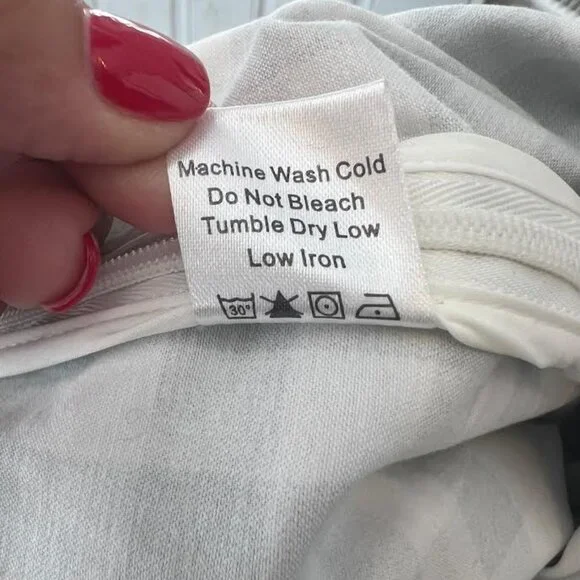 Machine Wash Cold
Do Not Bleach
Tumble Dry Low
Low Iron
30°